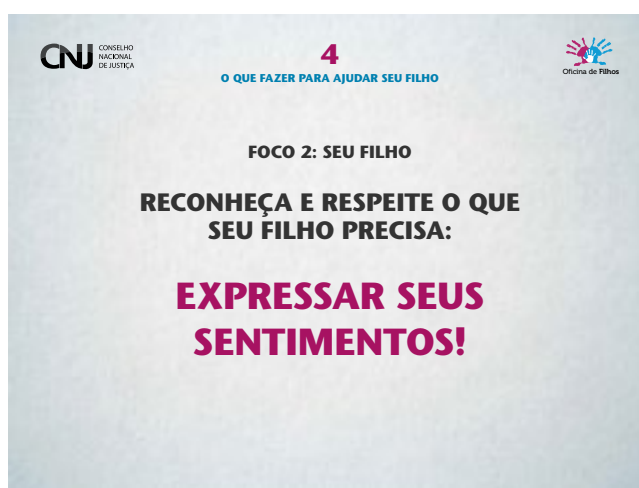 CNJ
CONSELHO
NACIONAL
DE JUSTIÇA
4
O QUE FAZER PARA AJUDAR SEU FILHO
Oficina de Filhos
FOCO 2: SEU FILHO
RECONHEÇA E RESPEITE O QUE
SEU FILHO PRECISA:
EXPRESSAR SEUS
SENTIMENTOS!